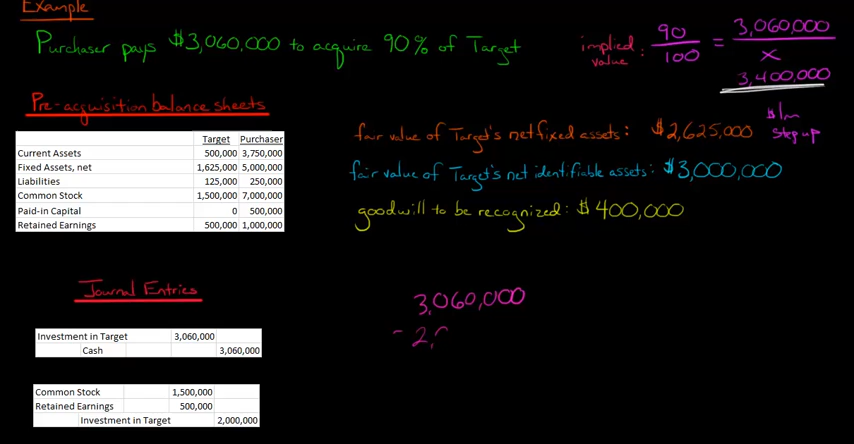 Example
Purchaser pays $3,060,000 to acquire 90% of Target
implied value: 90/100 = 3,060,000/x
3,400,000
Pre-acquisition balance sheets
Target Purchaser
Current Assets 500,000 3,750,000
Fixed Assets, net 1,625,000 5,000,000
Liabilities 125,000 250,000
Common Stock 1,500,000 7,000,000
Paid-in Capital 0 500,000
Retained Earnings 500,000 1,000,000
$1m
step up
fair value of Target's net fixed assets: $2,625,000
fair value of Target's net identifiable assets: $3,000,000
goodwill to be recognized: $400,000
Journal Entries
Investment in Target 3,060,000
Cash 3,060,000
Common Stock 1,500,000
Retained Earnings 500,000
Investment in Target 2,000,000
3,060,000
- 2,